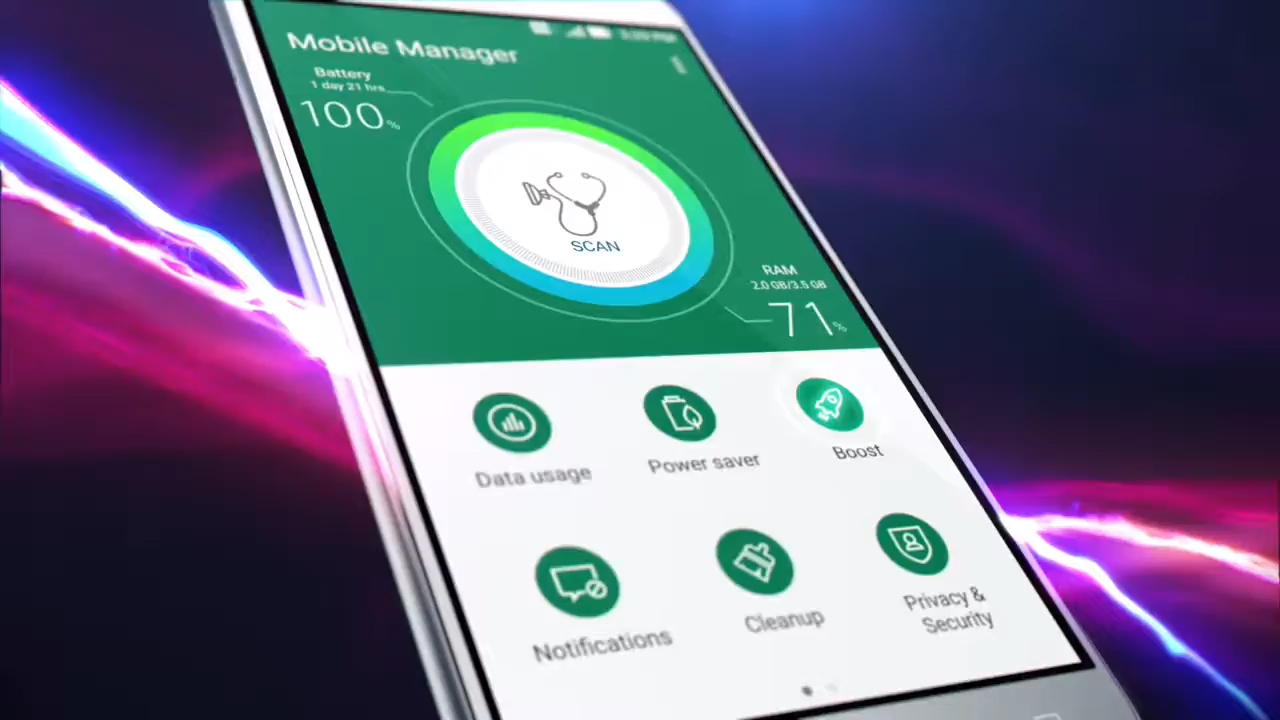 Mobile Manager
Battery
1 day 21 hrs
100%
SCAN
RAM
2.0 GB/3.5 GB
71%
Data usage
Power saver
Boost
Notifications
Cleanup
Privacy &
Security